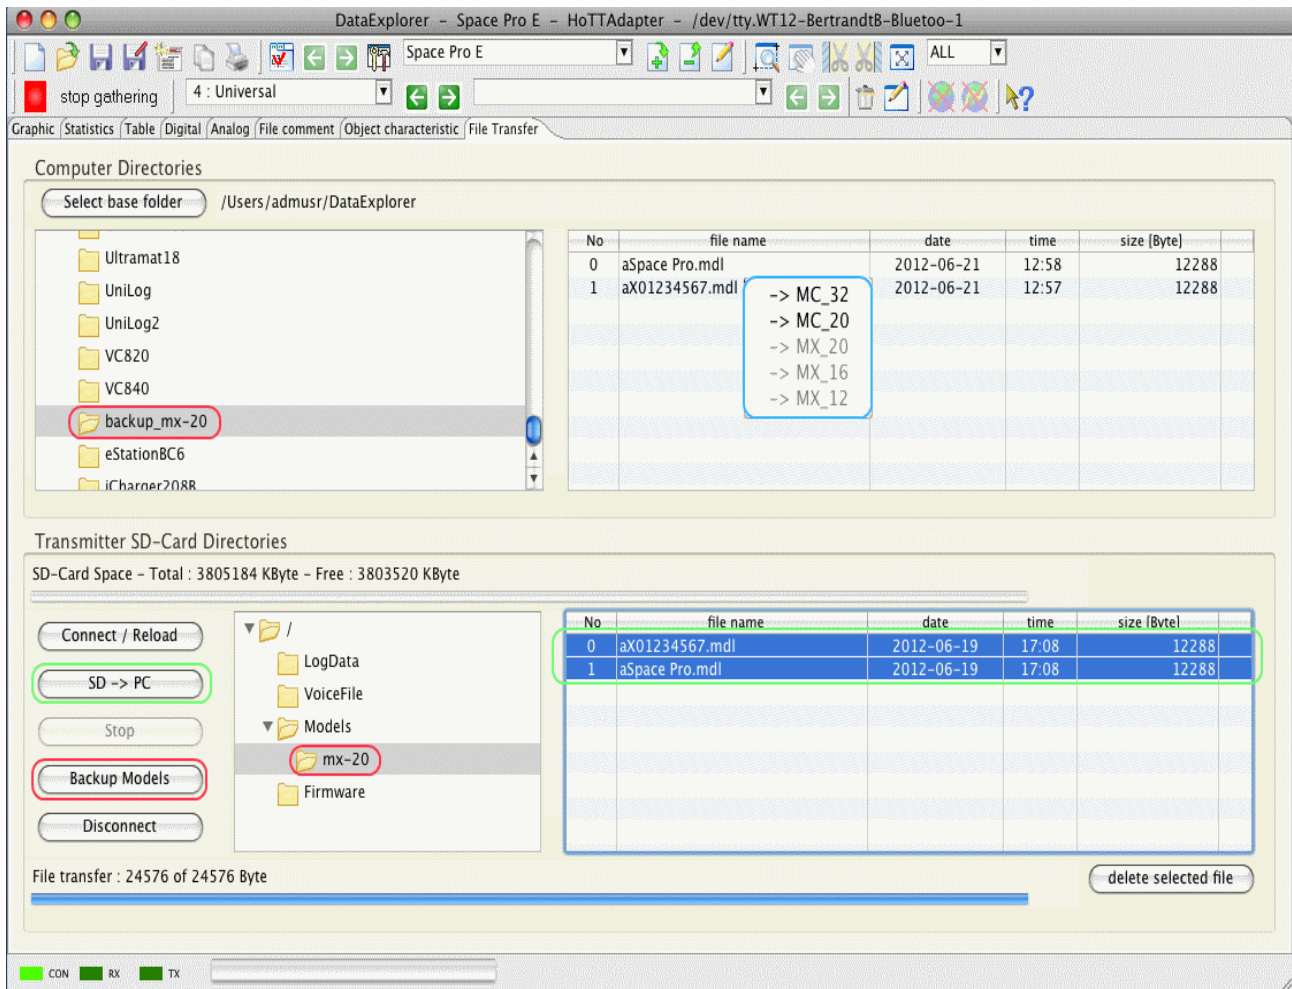 DataExplorer - Space Pro E - HoTTAdapter - /dev/tty.WT12-BertrandtB-Bluetoo-1
Space Pro E
ALL
stop gathering
4 : Universal
Graphic Statistics Table Digital Analog File comment Object characteristic File Transfer
Computer Directories
Select base folder /Users/admusr/DataExplorer
Ultramat18
UniLog
UniLog2
VC820
VC840
backup_mx-20
eStationBC6
iCharger208B
No file name date time size [Byte]
0 aSpace Pro.mdl 2012-06-21 12:58 12288
1 aX01234567.mdl 2012-06-21 12:57 12288
-> MC_32
-> MC_20
-> MX_20
-> MX_16
-> MX_12
Transmitter SD-Card Directories
SD-Card Space - Total : 3805184 KByte - Free : 3803520 KByte
Connect / Reload
SD -> PC
Stop
Backup Models
Disconnect
/
LogData
VoiceFile
Models
mx-20
Firmware
No file name date time size [Byte]
0 aX01234567.mdl 2012-06-19 17:08 12288
1 aSpace Pro.mdl 2012-06-19 17:08 12288
File transfer : 24576 of 24576 Byte
delete selected file
CON RX TX